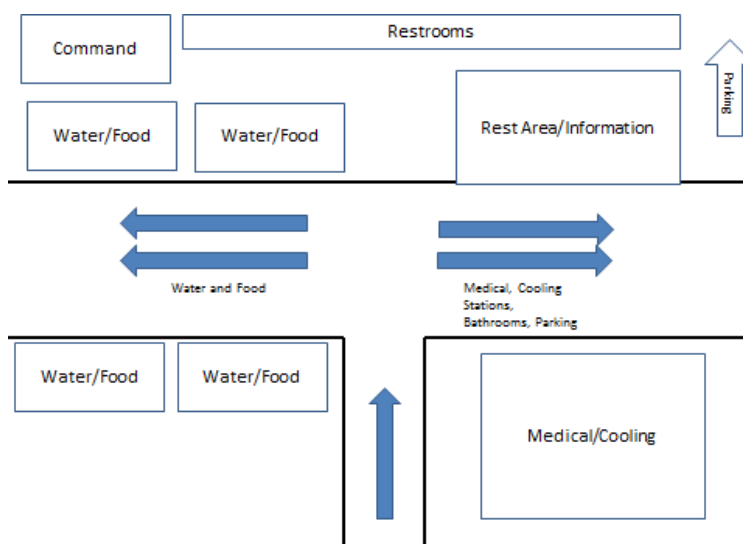 Command
Restrooms
Parking
Water/Food
Water/Food
Rest Area/Information
Water and Food
Medical, Cooling
Stations,
Bathrooms, Parking
Water/Food
Water/Food
Medical/Cooling